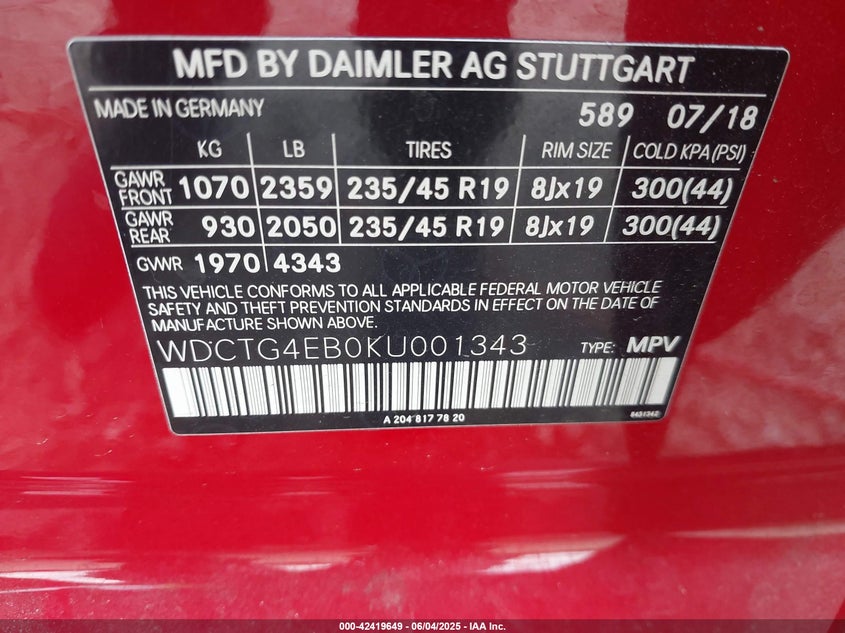 MFD BY DAIMLER AG STUTTGART
MADE IN GERMANY 589 07/18
KG LB TIRES RIM SIZE COLD KPA(PSI)
GAWR FRONT 1070 2359 235/45 R19 8Jx19 300(44)
GAWR REAR 930 2050 235/45 R19 8Jx19 300(44)
GVWR 1970 4343
THIS VEHICLE CONFORMS TO ALL APPLICABLE FEDERAL MOTOR VEHICLE
SAFETY AND THEFT PREVENTION STANDARDS IN EFFECT ON THE DATE OF
MANUFACTURE SHOWN ABOVE
WDCTG4EB0KU001343 TYPE: MPV
A 204 817 78 20
000-42419649 - 06/04/2025 - IAA Inc.